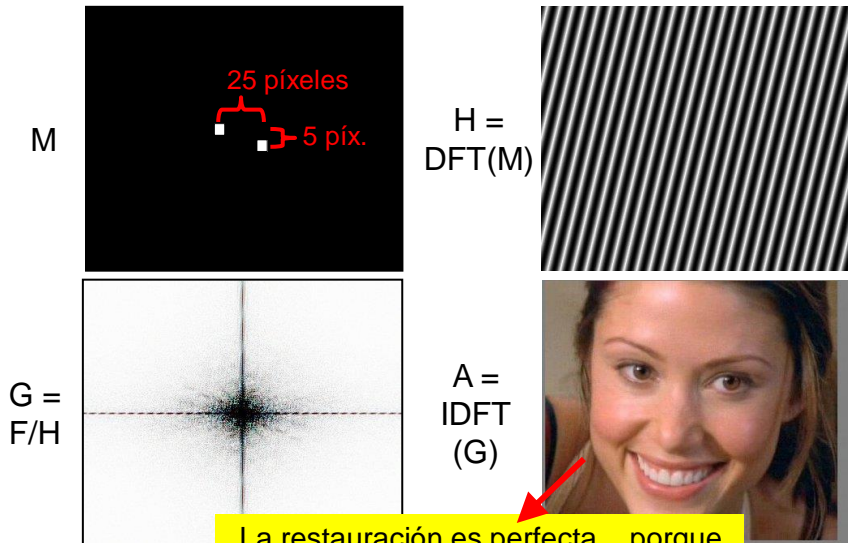 M
25 píxeles
5 píx.
H =
DFT(M)
G =
F/H
A =
IDFT
(G)
La restauración es perfecta... porque